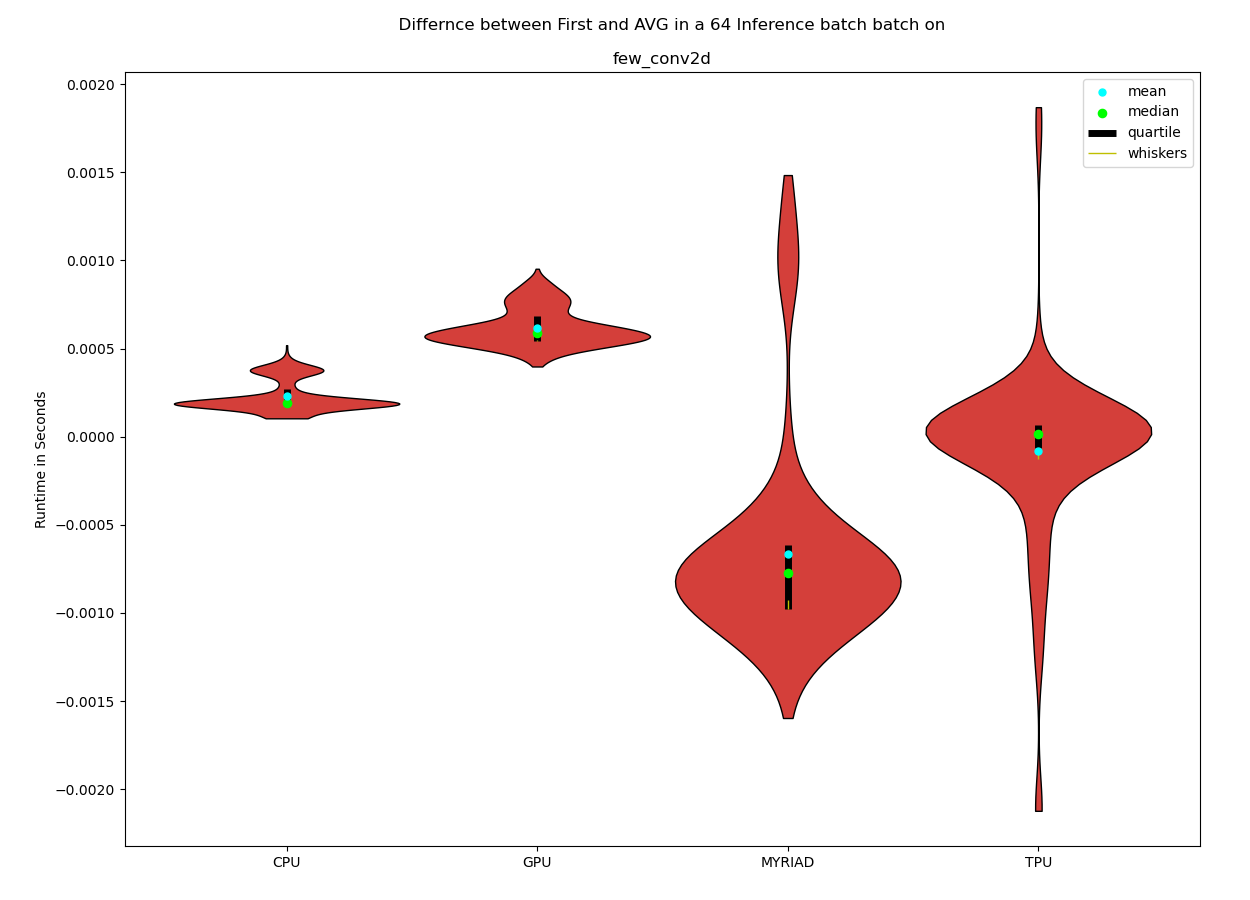 Differnce between First and AVG in a 64 Inference batch batch on
few_conv2d
mean
median
quartile
whiskers
0.0020
0.0015
0.0010
0.0005
0.0000
−0.0005
−0.0010
−0.0015
−0.0020
Runtime in Seconds
CPU
GPU
MYRIAD
TPU